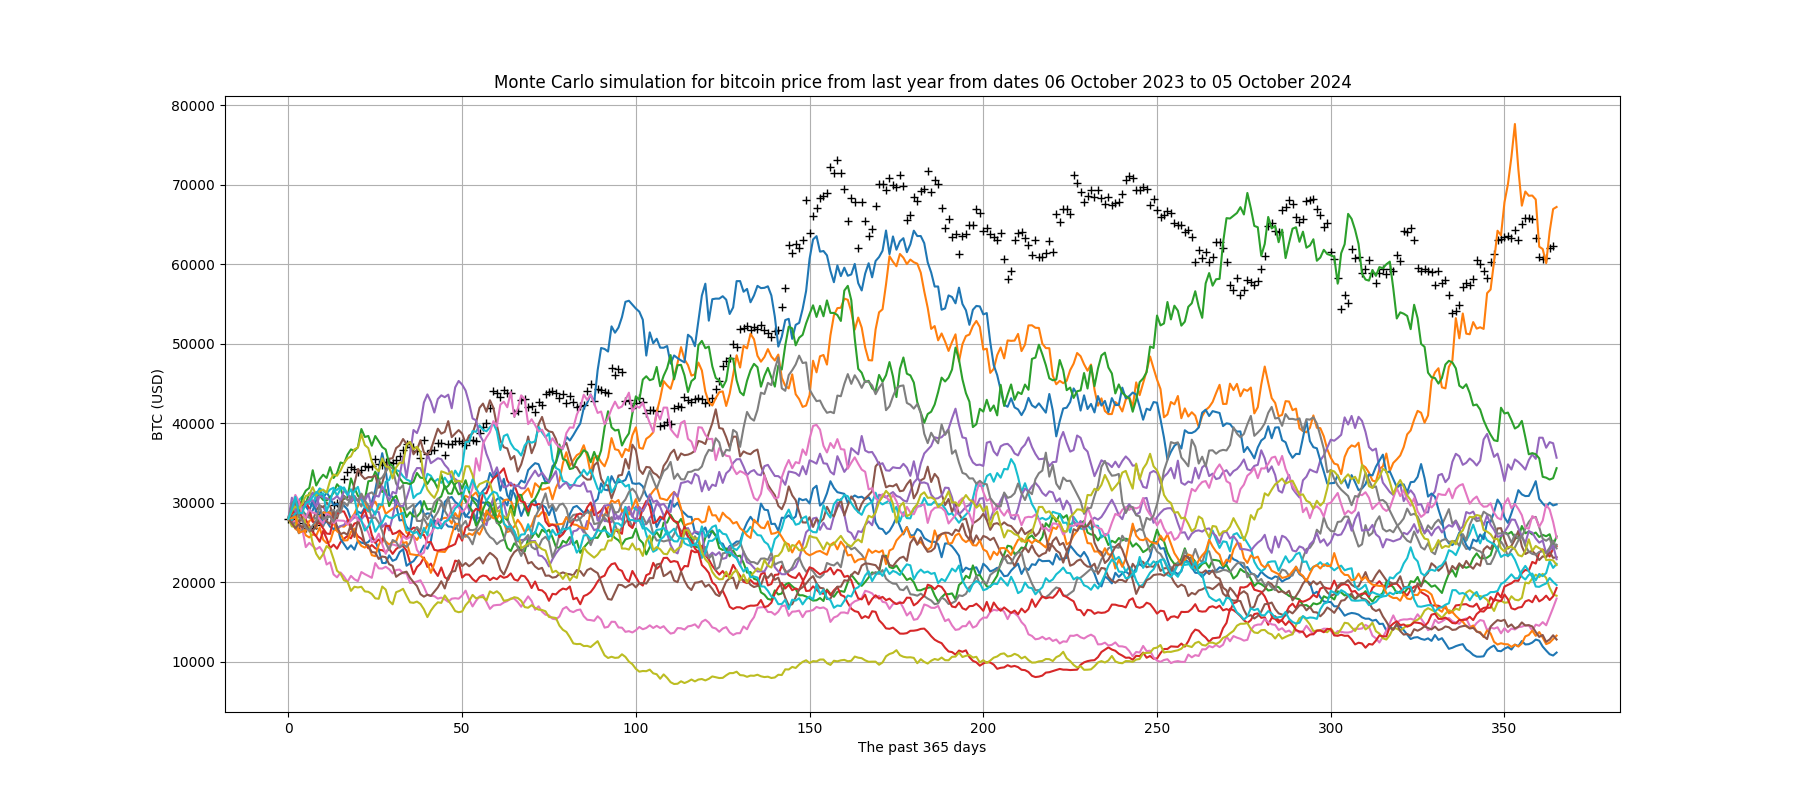 Monte Carlo simulation for bitcoin price from last year from dates 06 October 2023 to 05 October 2024
80000
70000
60000
50000
40000
30000
20000
10000
BTC (USD)
0 50 100 150 200 250 300 350
The past 365 days